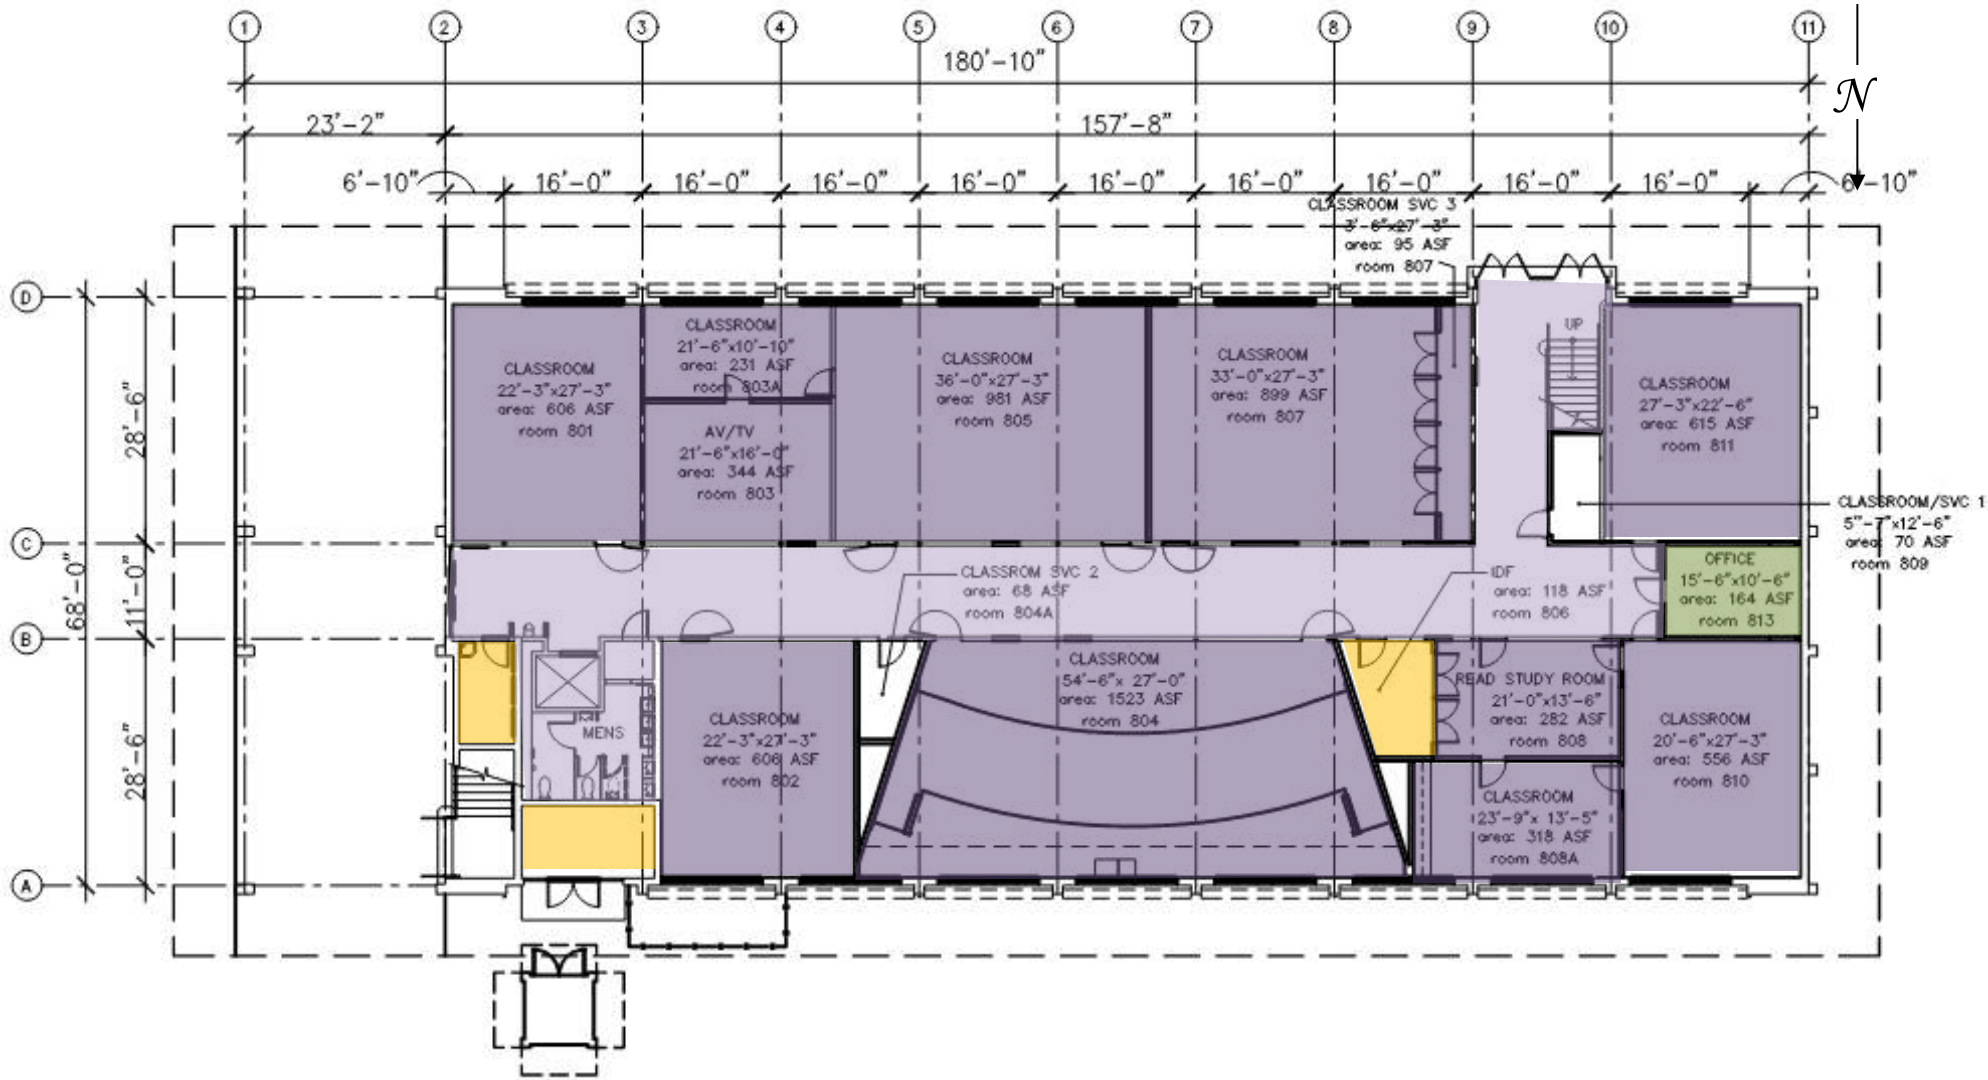 1 2 3 4 5 6 7 8 9 10 11
180'-10"
N
23'-2" 157'-8"
6'-10" 16'-0" 16'-0" 16'-0" 16'-0" 16'-0" 16'-0" 16'-0" 16'-0" 16'-0" 6'-10"
CLASSROOM SVC 3
3'-6"x27'-3"
area: 95 ASF
room 807
D
C
B
A
28'-6"
11'-0"
28'-6"
68'-0"
CLASSROOM
22'-3"x27'-3"
area: 606 ASF
room 801
CLASSROOM
21'-6"x10'-10"
area: 231 ASF
room 803A
AV/TV
21'-6"x16'-0"
area: 344 ASF
room 803
CLASSROOM
36'-0"x27'-3"
area: 981 ASF
room 805
CLASSROOM
33'-0"x27'-3"
area: 899 ASF
room 807
UP
CLASSROOM
27'-3"x22'-6"
area: 615 ASF
room 811
CLASSROOM/SVC 1
5"-7"x12'-6"
area: 70 ASF
room 809
OFFICE
15'-6"x10'-6"
area: 164 ASF
room 813
CLASSROM SVC 2
area: 68 ASF
room 804A
IDF
area: 118 ASF
room 806
MENS
CLASSROOM
22'-3"x27'-3"
area: 606 ASF
room 802
CLASSROOM
54'-6"x 27'-0"
area: 1523 ASF
room 804
READ STUDY ROOM
21'-0"x13'-6"
area: 282 ASF
room 808
CLASSROOM
23'-9"x 13'-5"
area: 318 ASF
room 808A
CLASSROOM
20'-6"x27'-3"
area: 556 ASF
room 810